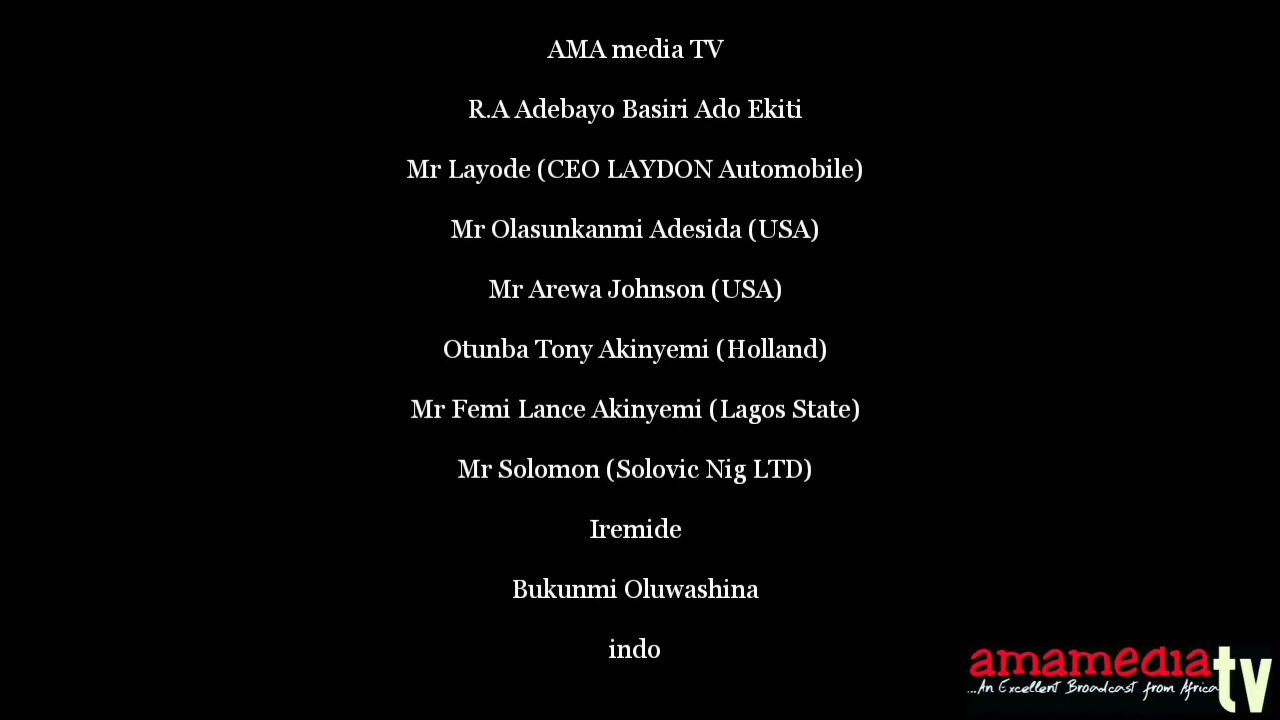 AMA media TV
R.A Adebayo Basiri Ado Ekiti
Mr Layode (CEO LAYDON Automobile)
Mr Olasunkanmi Adesida (USA)
Mr Arewa Johnson (USA)
Otunba Tony Akinyemi (Holland)
Mr Femi Lance Akinyemi (Lagos State)
Mr Solomon (Solovic Nig LTD)
Iremide
Bukunmi Oluwashina
indo
amamedia tv
...An Excellent Broadcast from Africa